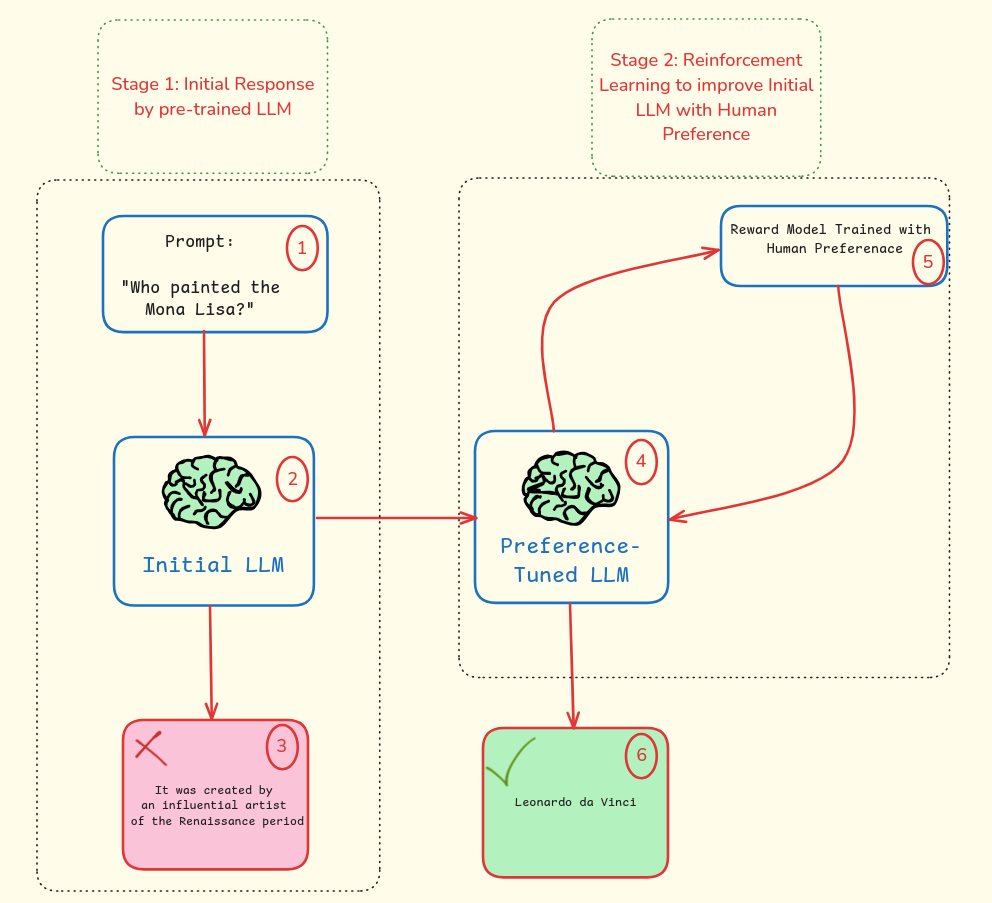 Stage 1: Initial Response
by pre-trained LLM
Stage 2: Reinforcement
Learning to improve Initial
LLM with Human
Preference
Prompt:
1
"Who painted the
Mona Lisa?"
2
Initial LLM
3
It was created by
an influential artist
of the Renaissance period
4
Preference-
Tuned LLM
Reward Model Trained with
Human Preferenace
5
6
Leonardo da Vinci